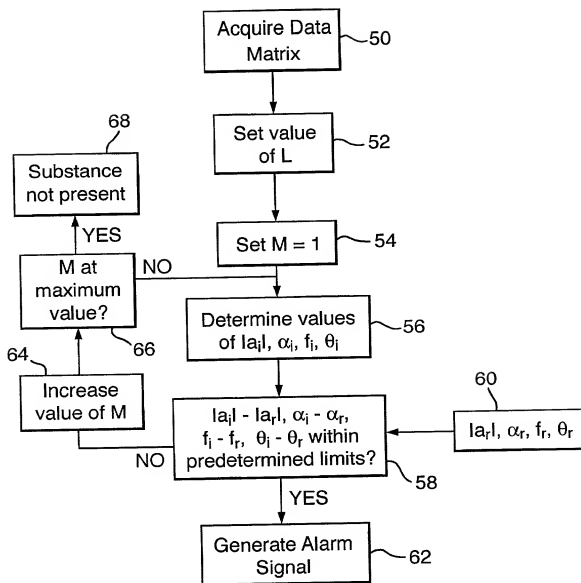 Acquire Data
Matrix
50
68
Substance
not present
Set value
of L
52
YES
Set M = 1
54
M at
maximum
value?
NO
66
Determine values
of |aᵢ|, αᵢ, fᵢ, θᵢ
56
64
Increase
value of M
60
|aᵣ|, αᵣ, fᵣ, θᵣ
|aᵢ| - |aᵣ|, αᵢ - αᵣ,
fᵢ - fᵣ, θᵢ - θᵣ within
predetermined limits?
NO
58
YES
Generate Alarm
Signal
62